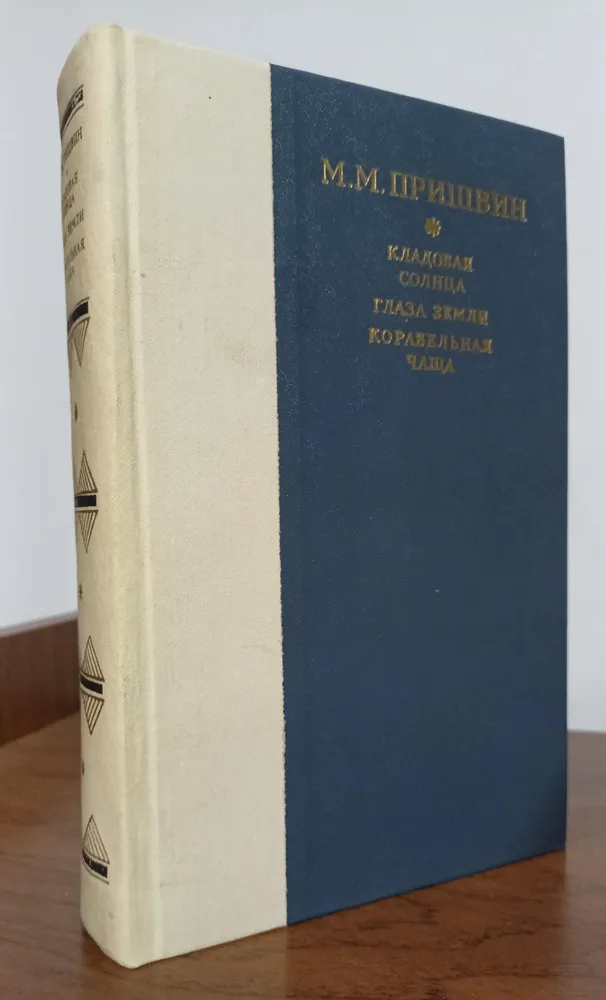 М.М.ПРИШВИН
КЛАДОВАЯ
СОЛНЦА
ГЛАЗА ЗЕМЛИ
КОРАБЕЛЬНАЯ
ЧАЩА